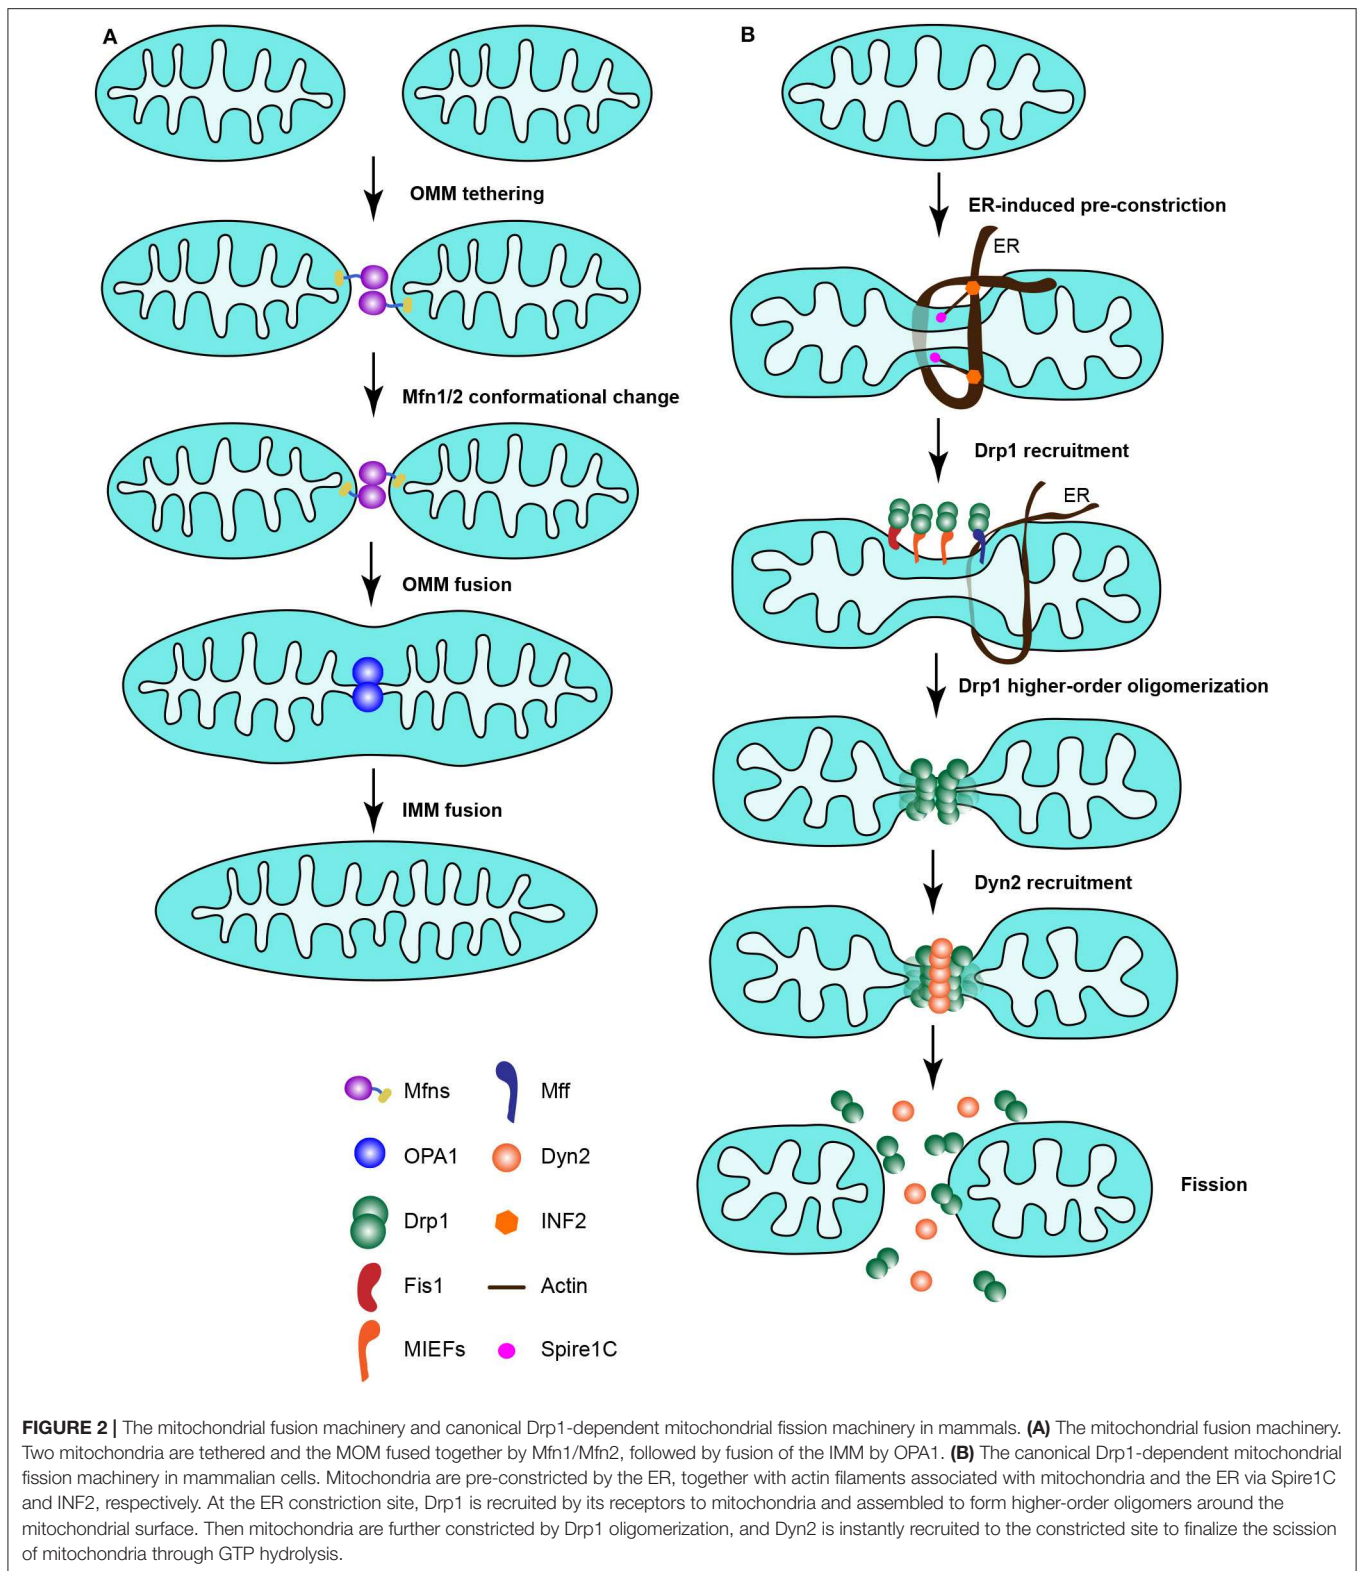 A
OMM tethering
Mfn1/2 conformational change
OMM fusion
IMM fusion
B
ER-induced pre-constriction
ER
Drp1 recruitment
ER
Drp1 higher-order oligomerization
Dyn2 recruitment
Fission
Mfns
Mff
OPA1
Dyn2
Drp1
INF2
Fis1
Actin
MIEFs
Spire1C
FIGURE 2 | The mitochondrial fusion machinery and canonical Drp1-dependent mitochondrial fission machinery in mammals. (A) The mitochondrial fusion machinery.
Two mitochondria are tethered and the MOM fused together by Mfn1/Mfn2, followed by fusion of the IMM by OPA1. (B) The canonical Drp1-dependent mitochondrial
fission machinery in mammalian cells. Mitochondria are pre-constricted by the ER, together with actin filaments associated with mitochondria and the ER via Spire1C
and INF2, respectively. At the ER constriction site, Drp1 is recruited by its receptors to mitochondria and assembled to form higher-order oligomers around the
mitochondrial surface. Then mitochondria are further constricted by Drp1 oligomerization, and Dyn2 is instantly recruited to the constricted site to finalize the scission
of mitochondria through GTP hydrolysis.